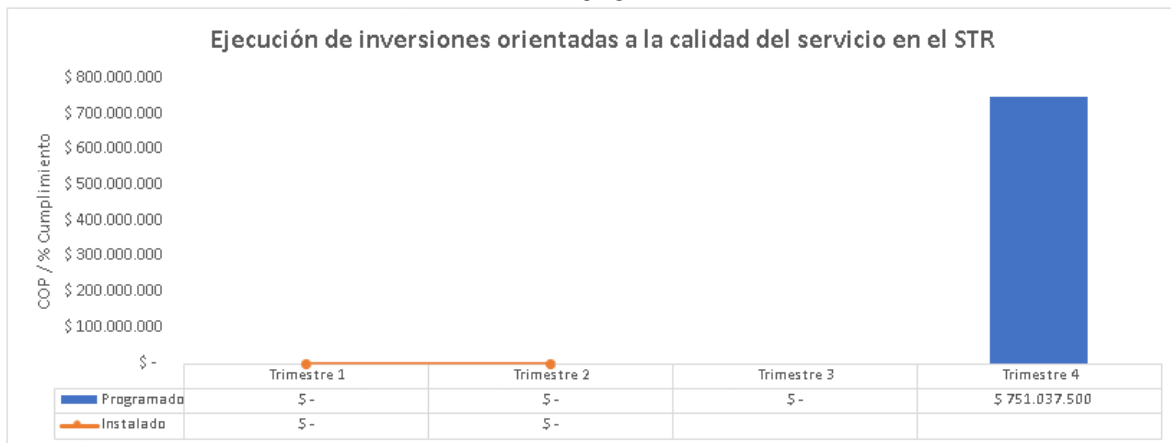 Ejecución de inversiones orientadas a la calidad del servicio en el STR
COP / % Cumplimiento
$ 800.000.000
$ 700.000.000
$ 600.000.000
$ 500.000.000
$ 400.000.000
$ 300.000.000
$ 200.000.000
$ 100.000.000
$ -
Trimestre 1 Trimestre 2 Trimestre 3 Trimestre 4
Programado $ - $ - $ - $ 751.037.500
Instalado $ - $ -